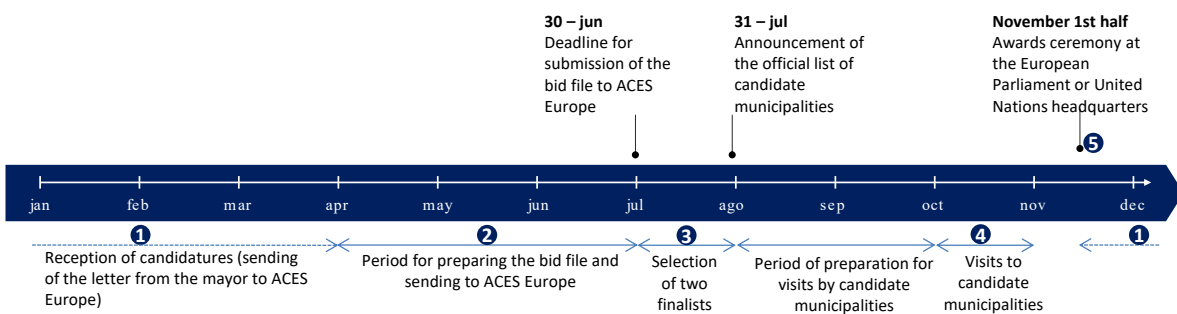 30 – jun
Deadline for
submission of the
bid file to ACES
Europe
31 – jul
Announcement of
the official list of
candidate
municipalities
November 1st half
Awards ceremony at
the European
Parliament or United
Nations headquarters
5
jan feb mar apr may jun jul ago sep oct nov dec
1 2 3 4 1
Reception of candidatures (sending
of the letter from the mayor to ACES
Europe)
Period for preparing the bid file and
sending to ACES Europe
Selection
of two
finalists
Period of preparation for
visits by candidate
municipalities
Visits to
candidate
municipalities